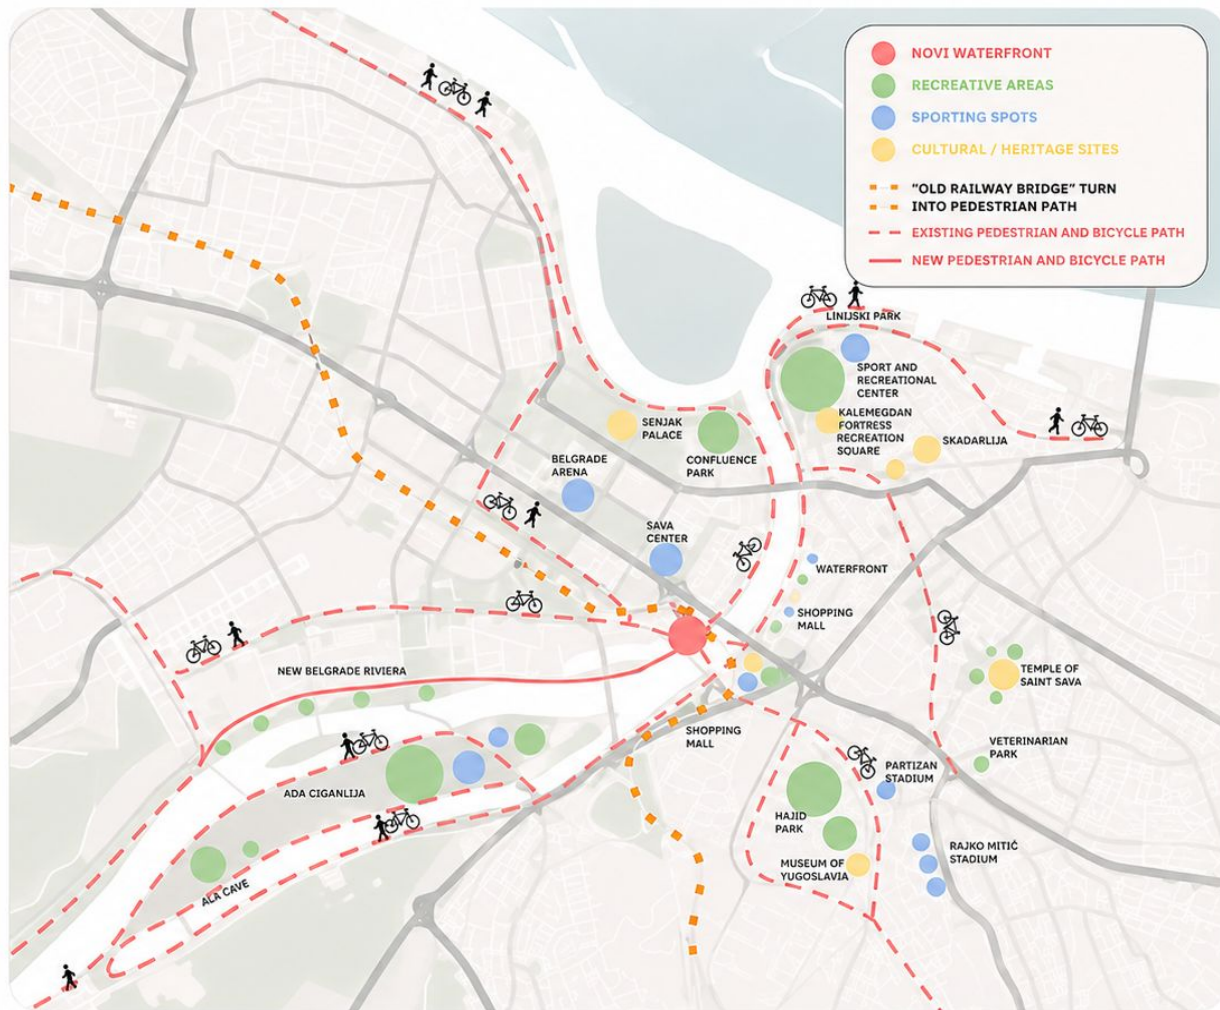 NOVI WATERFRONT
RECREATIVE AREAS
SPORTING SPOTS
CULTURAL / HERITAGE SITES
"OLD RAILWAY BRIDGE" TURN
INTO PEDESTRIAN PATH
EXISTING PEDESTRIAN AND BICYCLE PATH
NEW PEDESTRIAN AND BICYCLE PATH
LINIJSKI PARK
SPORT AND
RECREATIONAL
CENTER
KALEMEGDAN
FORTRESS
RECREATION
SQUARE
SKADARLIJA
SENJAK
PALACE
CONFLUENCE
PARK
BELGRADE
ARENA
SAVA
CENTER
WATERFRONT
SHOPPING
MALL
NEW BELGRADE RIVIERA
TEMPLE OF
SAINT SAVA
SHOPPING
MALL
VETERINARIAN
PARK
PARTIZAN
STADIUM
ADA CIGANLIJA
HAJID
PARK
RAJKO MITIĆ
STADIUM
MUSEUM OF
YUGOSLAVIA
ALA CAVE